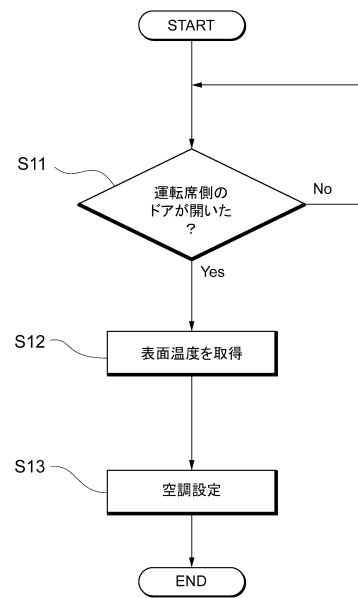 START
S11
運転席側の
ドアが開いた
?
No
Yes
S12
表面温度を取得
S13
空調設定
END